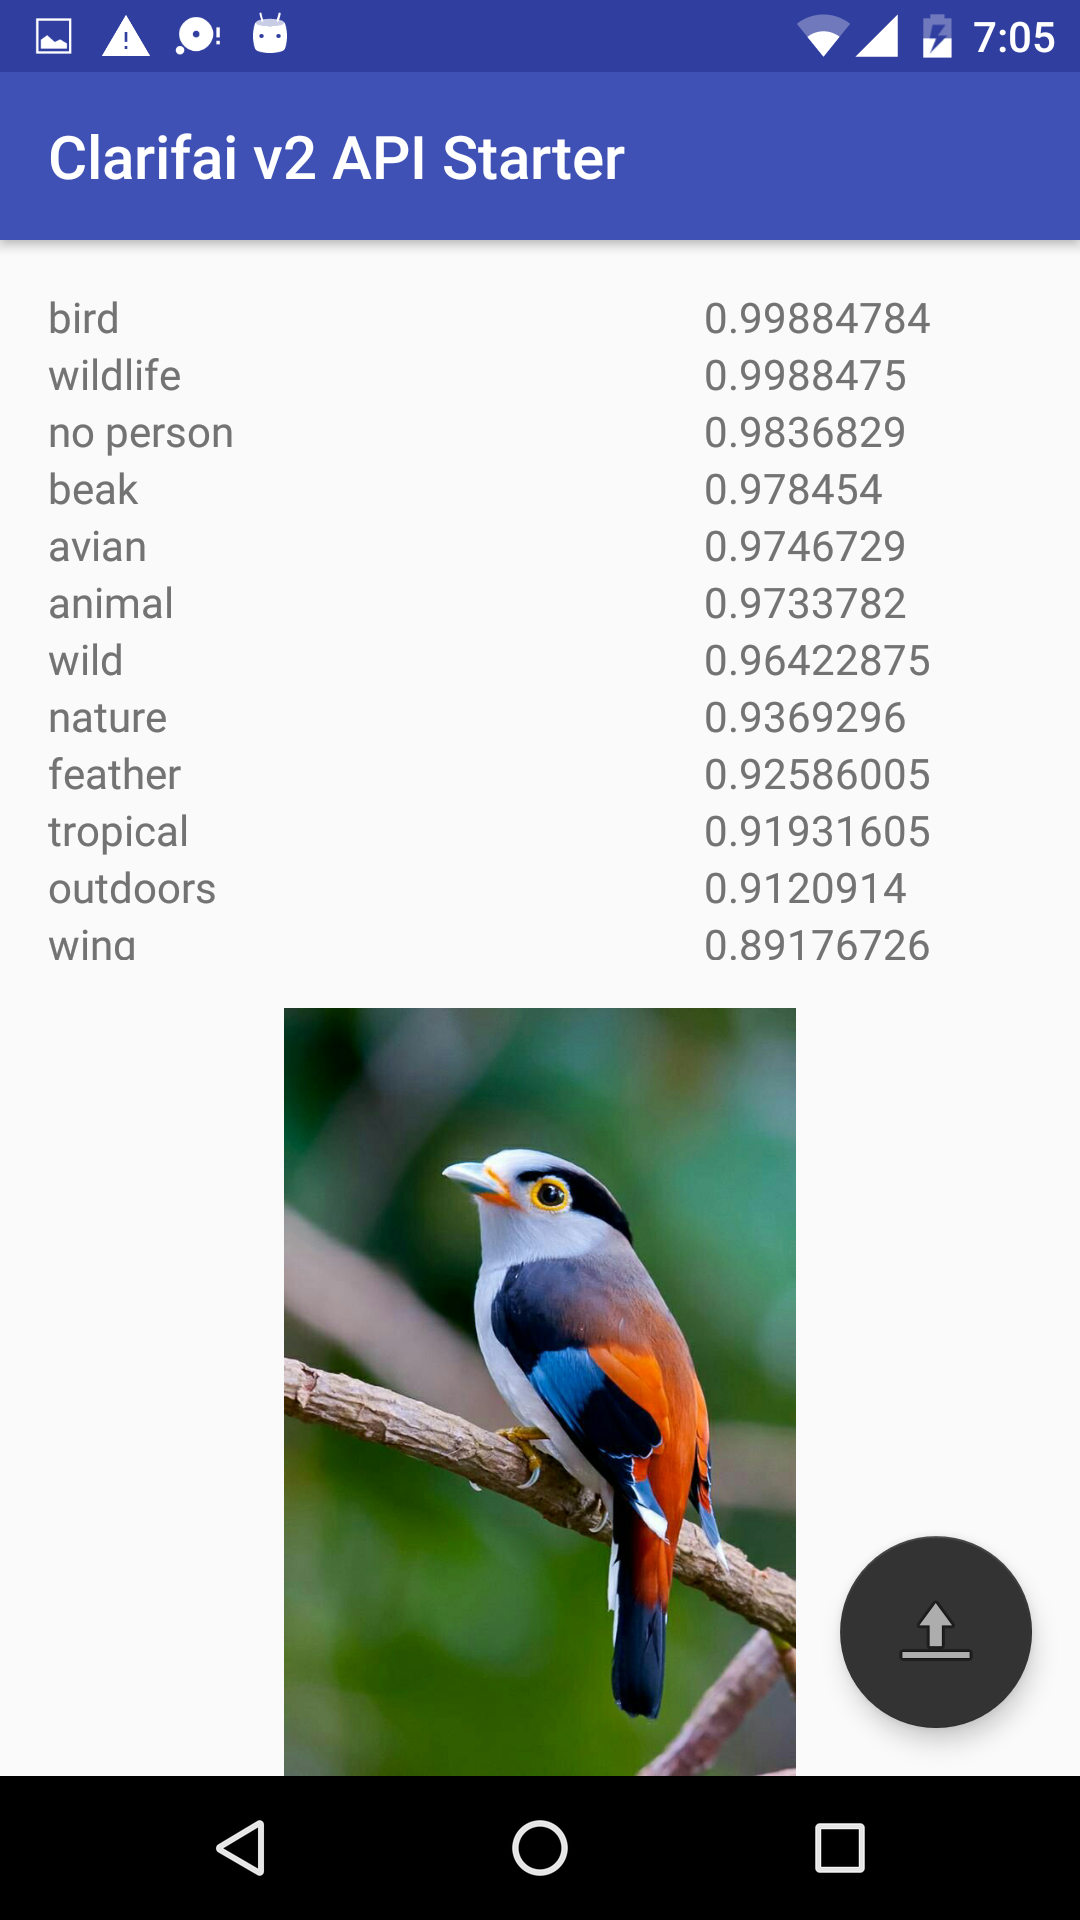 7:05
Clarifai v2 API Starter
bird 0.99884784
wildlife 0.9988475
no person 0.9836829
beak 0.978454
avian 0.9746729
animal 0.9733782
wild 0.96422875
nature 0.9369296
feather 0.92586005
tropical 0.91931605
outdoors 0.9120914
wing 0.89176726